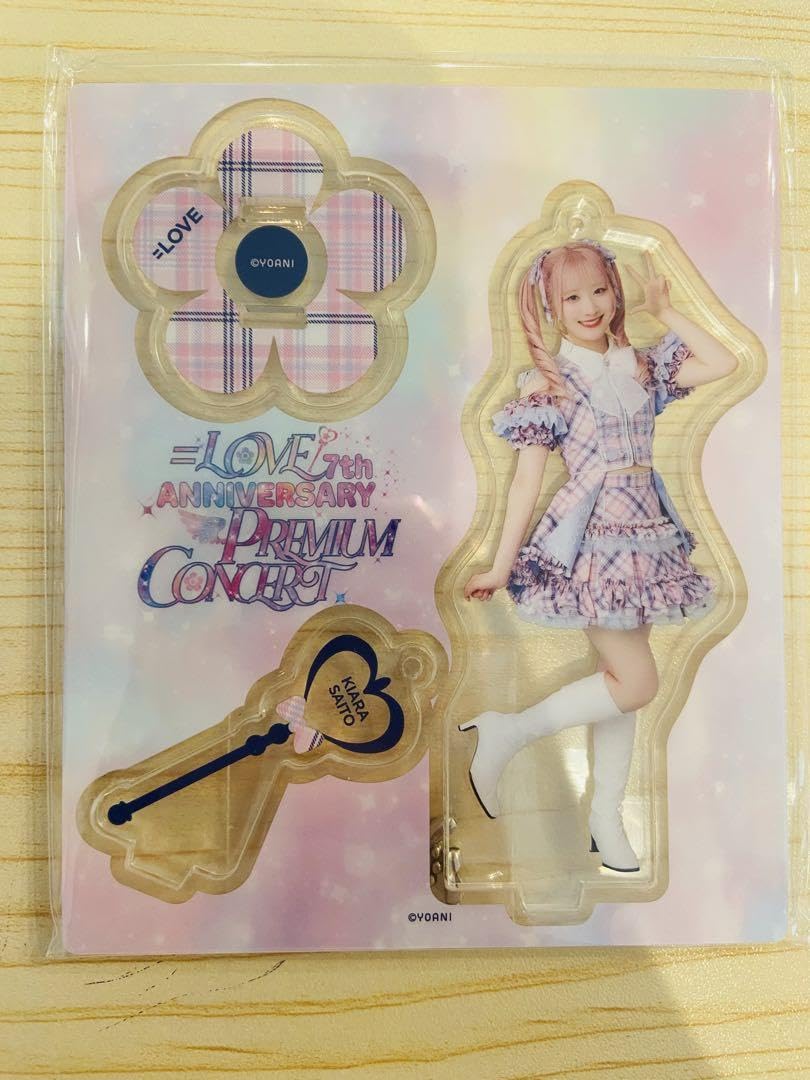 =LOVE
©YOANI
=LOVE 7th
ANNIVERSARY
PREMIUM
CONCERT
KIARA
SAITO
©YOANI